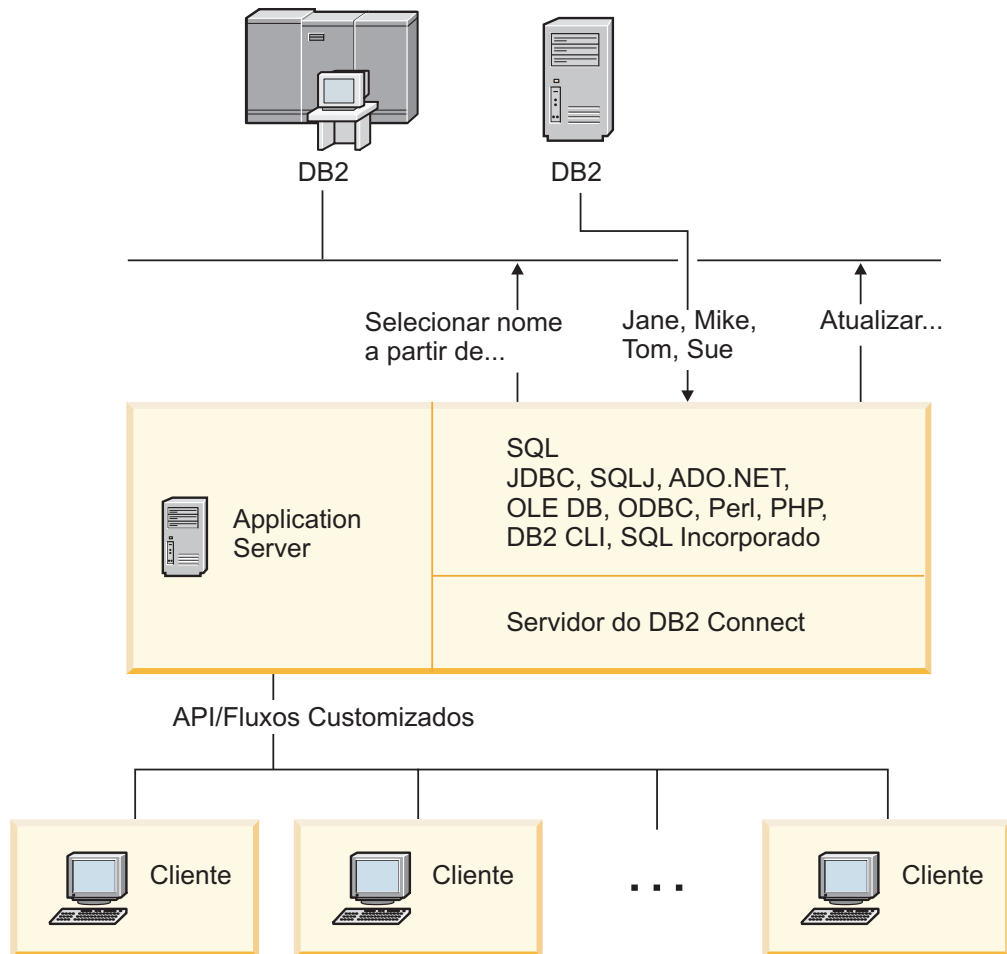 DB2
DB2
Selecionar nome
a partir de...
Jane, Mike,
Tom, Sue
Atualizar...
Application
Server
SQL
JDBC, SQLJ, ADO.NET,
OLE DB, ODBC, Perl, PHP,
DB2 CLI, SQL Incorporado
Servidor do DB2 Connect
API/Fluxos Customizados
Cliente
Cliente
...
Cliente